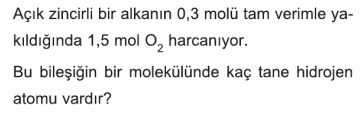 Açık zincirli bir alkanın 0,3 molü tam verimle ya-
kıldığında 1,5 mol O₂ harcanıyor.
Bu bileşiğin bir molekülünde kaç tane hidrojen
atomu vardır?